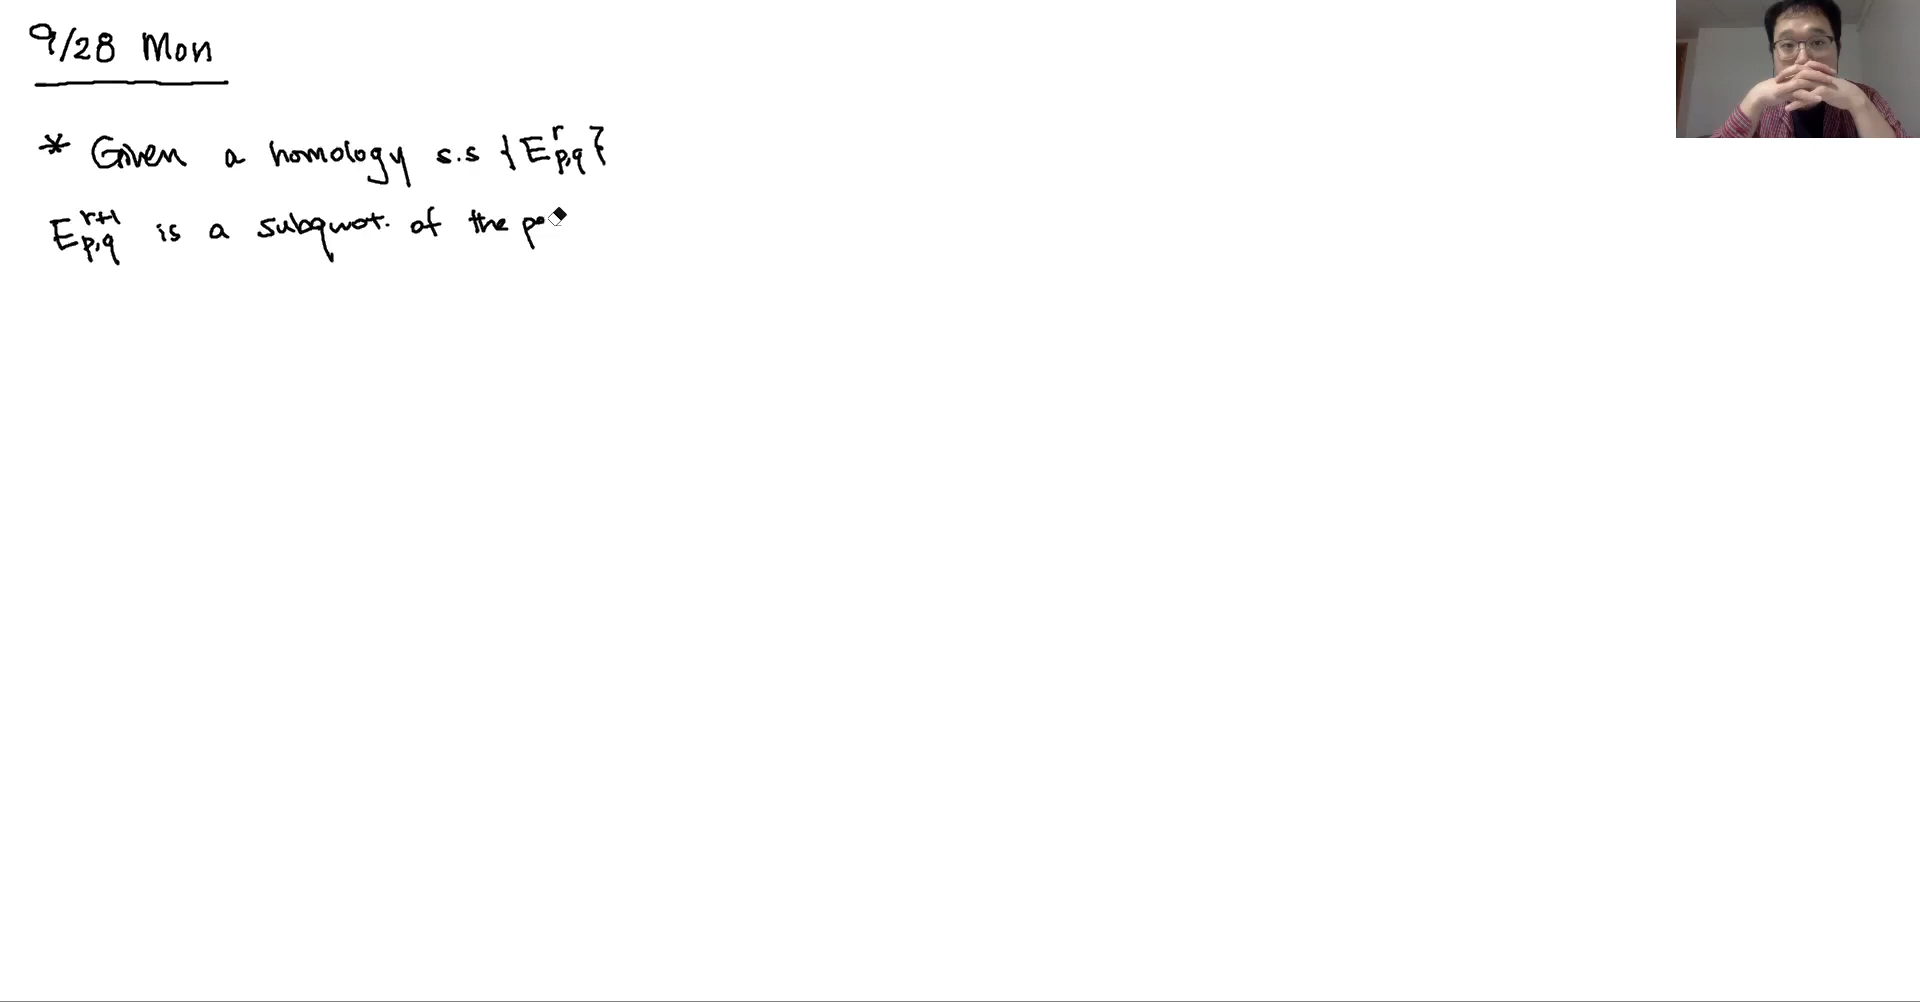 9/28 Mon
* Given a homology s.s {E^r_{p,q}}
E^{r+1}_{p,q} is a subquot. of the